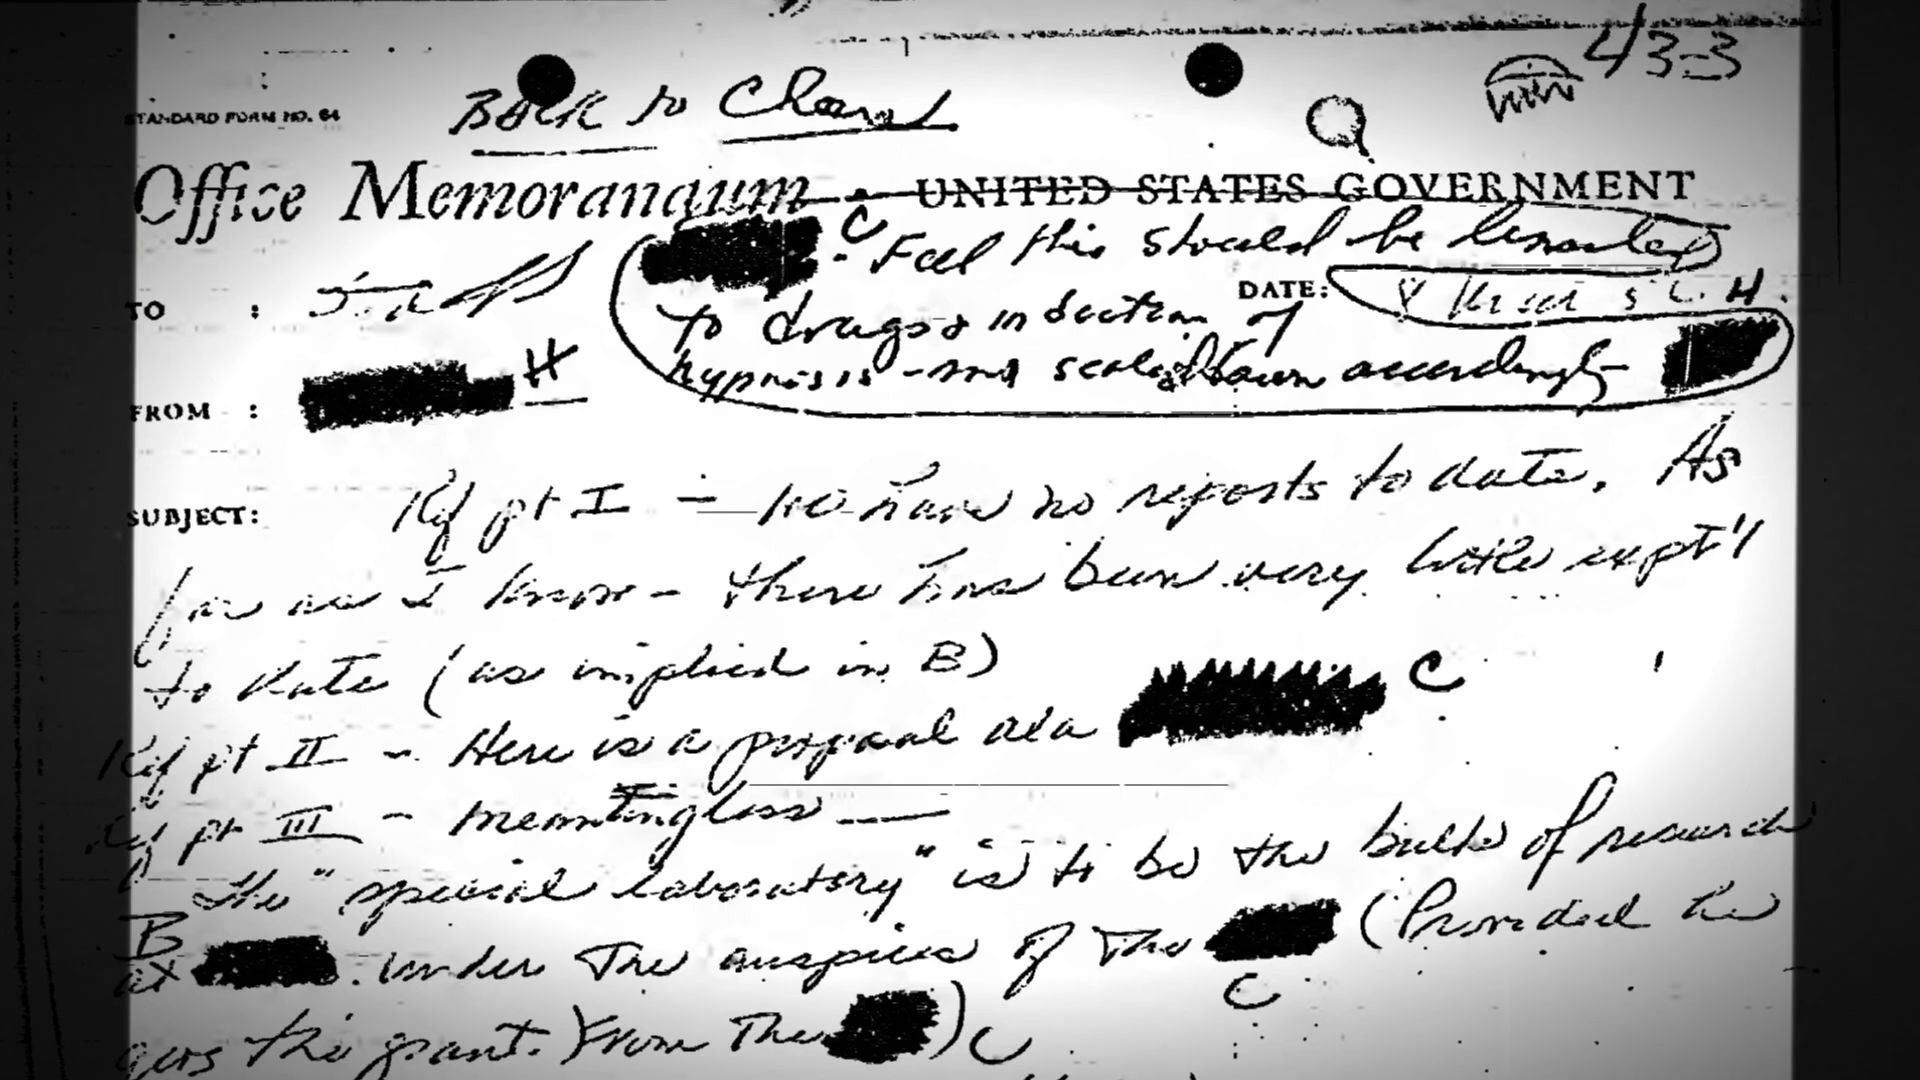 43-3
STANDARD FORM NO. 64
Back to
Office Memorandum • UNITED STATES GOVERNMENT
C
. Feel this should be limited
TO :
DATE:
to drugs & induction of
hypnosis - and scaled down accordingly
FROM :
H
SUBJECT: Ref pt I - We have no reports to date. As
far as I know - there has been very little expt'l
to date (as implied in B)
C
Ref pt II - Here is a proposal ala
Ref pt III - meaningless —
The "special laboratory" is to be the bulk of research
B
at . under the auspices of the (Provided he
C
gets the grant. From the ) C